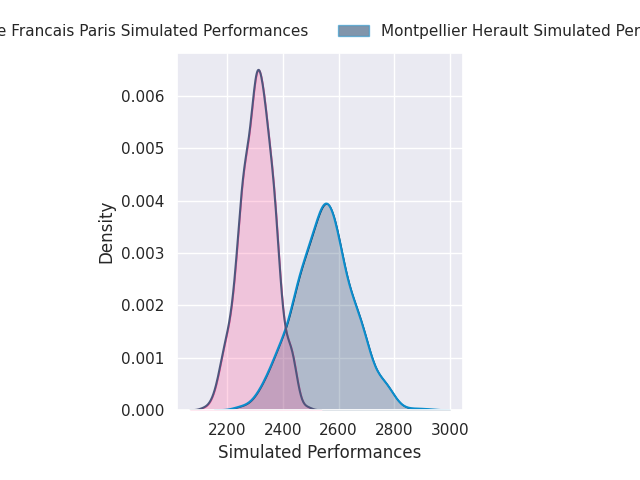 e Francais Paris Simulated Performances Montpellier Herault Simulated Per
0.006
0.005
0.004
0.003
0.002
0.001
0.000
Density
2200 2400 2600 2800 3000
Simulated Performances